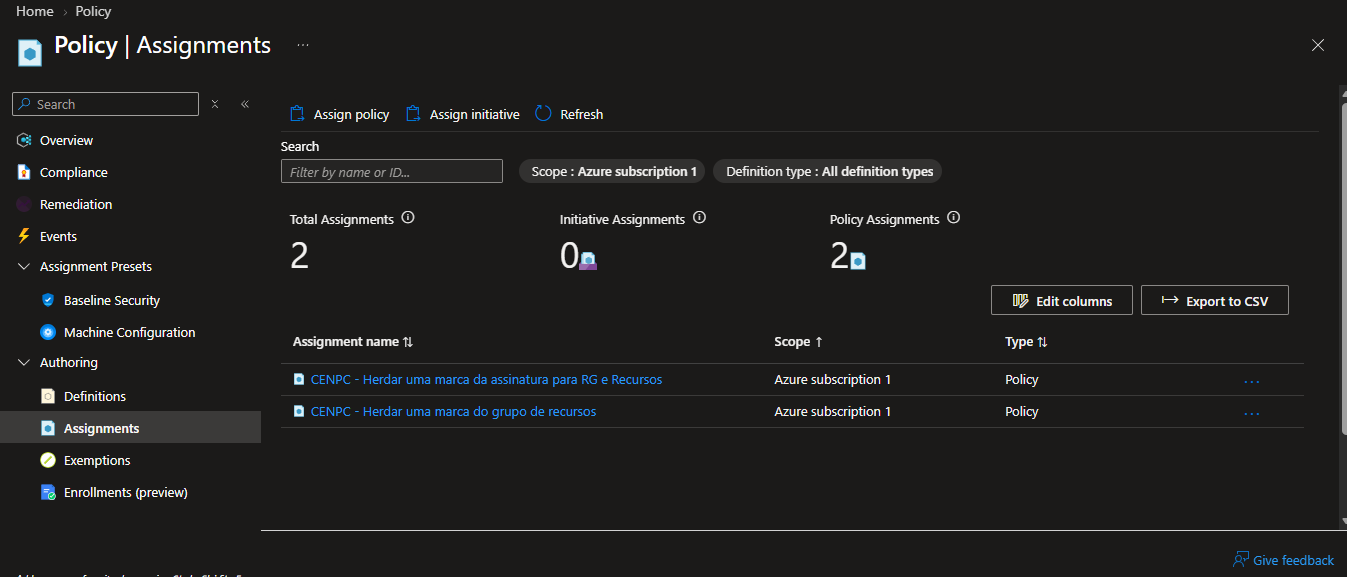 Home > Policy
Policy | Assignments ...
Search
Overview
Compliance
Remediation
Events
Assignment Presets
Baseline Security
Machine Configuration
Authoring
Definitions
Assignments
Exemptions
Enrollments (preview)
Assign policy Assign initiative Refresh
Search
Filter by name or ID...
Scope : Azure subscription 1 Definition type : All definition types
Total Assignments Initiative Assignments Policy Assignments
2 0 2
Edit columns Export to CSV
Assignment name Scope Type
CENPC - Herdar uma marca da assinatura para RG e Recursos Azure subscription 1 Policy ...
CENPC - Herdar uma marca do grupo de recursos Azure subscription 1 Policy ...
Give feedback